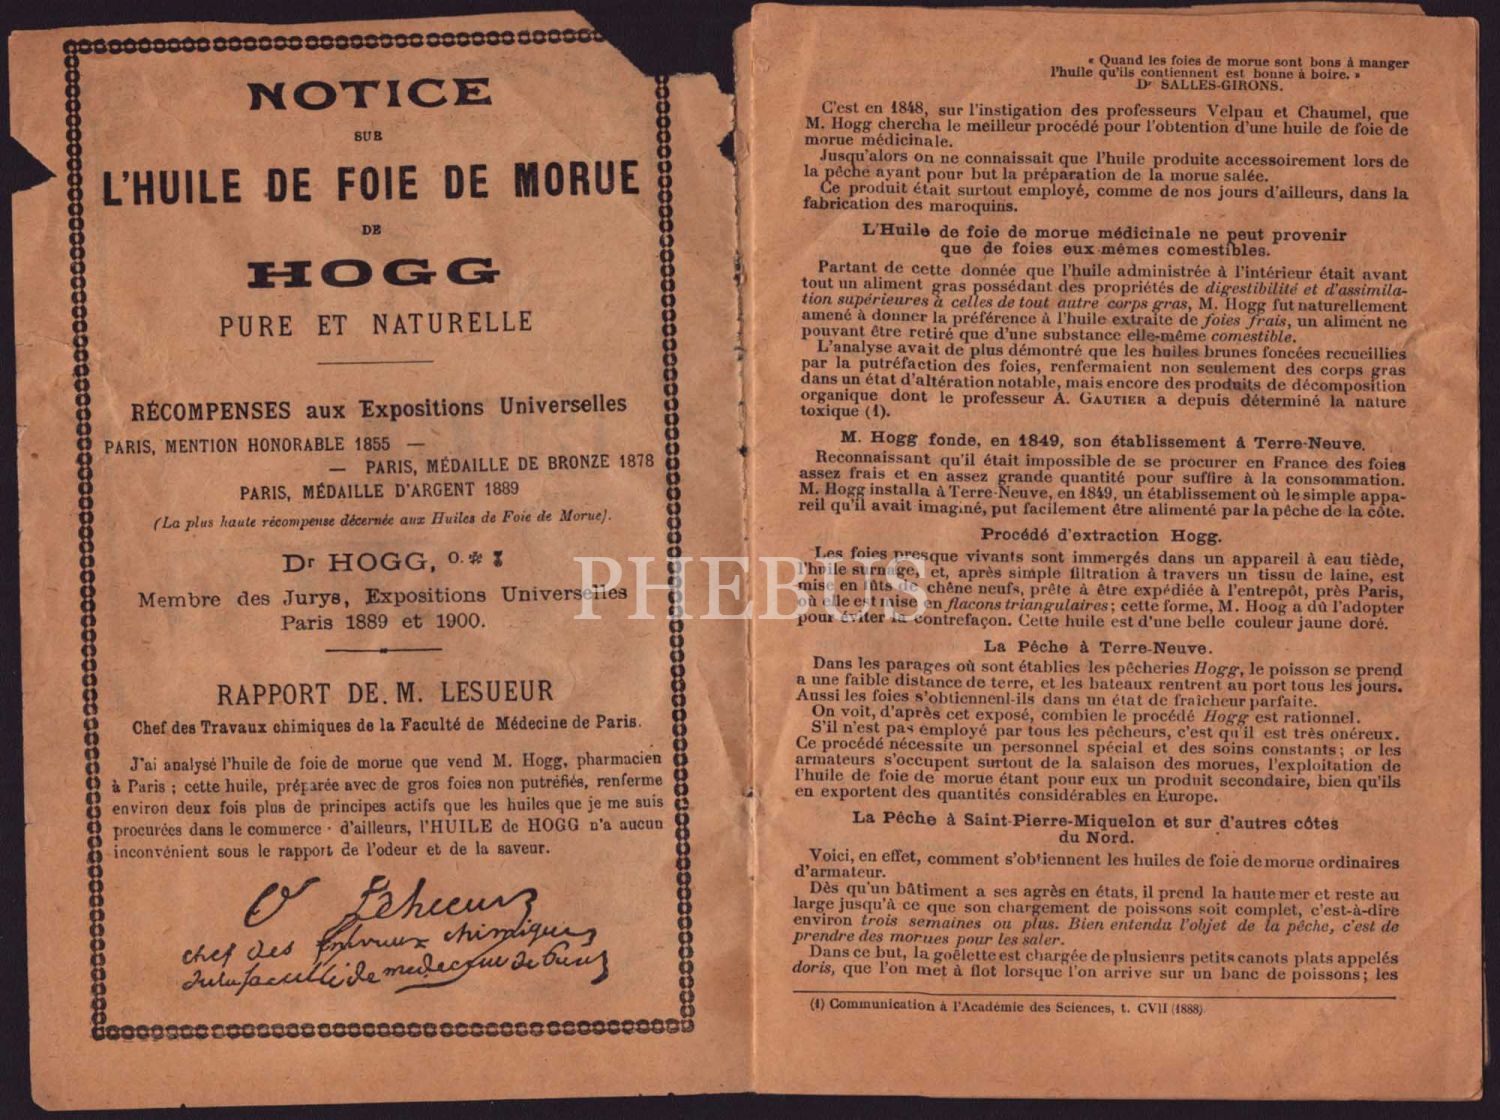 NOTICE
SUR
L'HUILE DE FOIE DE MORUE
DE
HOGG
PURE ET NATURELLE
RÉCOMPENSES aux Expositions Universelles
PARIS, MENTION HONORABLE 1855 —
— PARIS, MÉDAILLE DE BRONZE 1878
PARIS, MÉDAILLE D'ARGENT 1889
(La plus haute récompense décernée aux Huiles de Foie de Morue).
Dr HOGG, O. *
Membre des Jurys, Expositions Universelles
Paris 1889 et 1900.
RAPPORT DE. M. LESUEUR
Chef des Travaux chimiques de la Faculté de Médecine de Paris.
J'ai analysé l'huile de foie de morue que vend M. Hogg, pharmacien
à Paris ; cette huile, préparée avec de gros foies non putréfiés, renferme
environ deux fois plus de principes actifs que les huiles que je me suis
procurées dans le commerce · d'ailleurs, l'HUILE de HOGG n'a aucun
inconvénient sous le rapport de l'odeur et de la saveur.
chef des travaux chimiques
de la faculté de medecine de Paris
« Quand les foies de morue sont bons à manger
l'huile qu'ils contiennent est bonne à boire. »
Dr SALLES-GIRONS.
C'est en 1848, sur l'instigation des professeurs Velpau et Chaumel, que
M. Hogg chercha le meilleur procédé pour l'obtention d'une huile de foie de
morue médicinale.
Jusqu'alors on ne connaissait que l'huile produite accessoirement lors de
la pêche ayant pour but la préparation de la morue salée.
Ce produit était surtout employé, comme de nos jours d'ailleurs, dans la
fabrication des maroquins.
L'Huile de foie de morue médicinale ne peut provenir
que de foies eux-mêmes comestibles.
Partant de cette donnée que l'huile administrée à l'intérieur était avant
tout un aliment gras possédant des propriétés de digestibilité et d'assimila-
tion supérieures à celles de tout autre corps gras, M. Hogg fut naturellement
amené à donner la préférence à l'huile extraite de foies frais, un aliment ne
pouvant être retiré que d'une substance elle-même comestible.
L'analyse avait de plus démontré que les huiles brunes foncées recueillies
par la putréfaction des foies, renfermaient non seulement des corps gras
dans un état d'altération notable, mais encore des produits de décomposition
organique dont le professeur A. GAUTIER a depuis déterminé la nature
toxique (1).
M. Hogg fonde, en 1849, son établissement à Terre-Neuve.
Reconnaissant qu'il était impossible de se procurer en France des foies
assez frais et en assez grande quantité pour suffire à la consommation.
M. Hogg installa à Terre-Neuve, en 1849, un établissement où le simple appa-
reil qu'il avait imaginé, put facilement être alimenté par la pêche de la côte.
Procédé d'extraction Hogg.
Les foies presque vivants sont immergés dans un appareil à eau tiède,
l'huile surnage, et, après simple filtration à travers un tissu de laine, est
mise en fûts de chêne neufs, prête à être expédiée à l'entrepôt, près Paris,
où elle est mise en flacons triangulaires ; cette forme, M. Hoog a dû l'adopter
pour éviter la contrefaçon. Cette huile est d'une belle couleur jaune doré.
PHEBUS
La Pêche à Terre-Neuve.
Dans les parages où sont établies les pêcheries Hogg, le poisson se prend
a une faible distance de terre, et les bateaux rentrent au port tous les jours.
Aussi les foies s'obtiennent-ils dans un état de fraîcheur parfaite.
On voit, d'après cet exposé, combien le procédé Hogg est rationnel.
S'il n'est pas employé par tous les pêcheurs, c'est qu'il est très onéreux.
Ce procédé nécessite un personnel spécial et des soins constants ; or les
armateurs s'occupent surtout de la salaison des morues, l'exploitation de
l'huile de foie de morue étant pour eux un produit secondaire, bien qu'ils
en exportent des quantités considérables en Europe.
La Pêche à Saint-Pierre-Miquelon et sur d'autres côtes
du Nord.
Voici, en effet, comment s'obtiennent les huiles de foie de morue ordinaires
d'armateur.
Dès qu'un bâtiment a ses agrès en états, il prend la haute mer et reste au
large jusqu'à ce que son chargement de poissons soit complet, c'est-à-dire
environ trois semaines ou plus. Bien entendu l'objet de la pêche, c'est de
prendre des morues pour les saler.
Dans ce but, la goëlette est chargée de plusieurs petits canots plats appelés
doris, que l'on met à flot lorsque l'on arrive sur un banc de poissons ; les
(1) Communication à l'Académie des Sciences, t. CVII (1888)